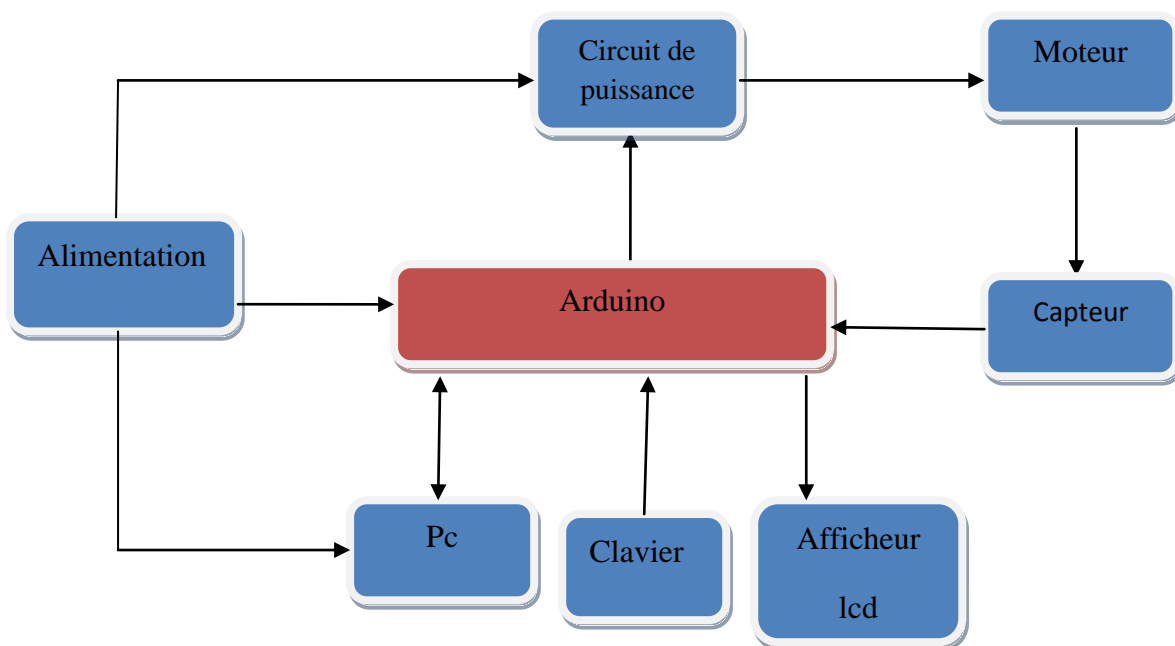 Circuit de
puissance
Moteur
Alimentation
Arduino
Capteur
Pc
Clavier
Afficheur
lcd